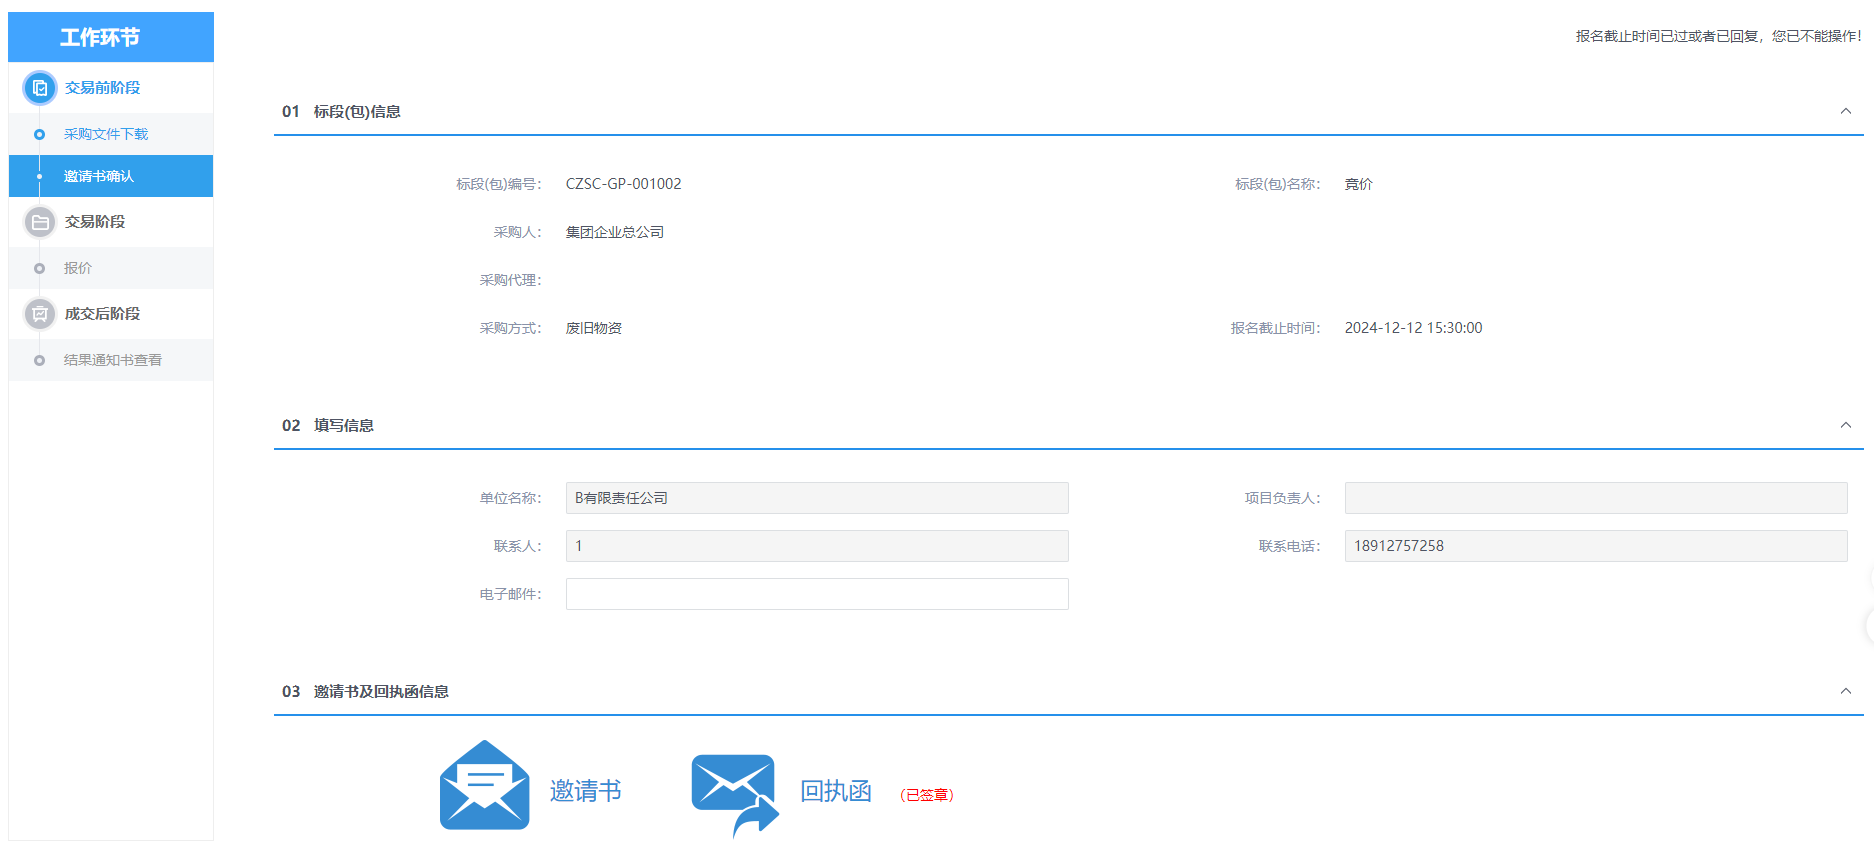 工作环节
报名截止时间已过或者已回复，您已不能操作！
交易前阶段
采购文件下载
邀请书确认
交易阶段
报价
成交后阶段
结果通知书查看
01 标段(包)信息
标段(包)编号： CZSC-GP-001002 标段(包)名称： 竞价
采购人： 集团企业总公司
采购代理：
采购方式： 废旧物资 报名截止时间： 2024-12-12 15:30:00
02 填写信息
单位名称： B有限责任公司 项目负责人：
联系人： 1 联系电话： 18912757258
电子邮件：
03 邀请书及回执函信息
邀请书 回执函 （已签章）